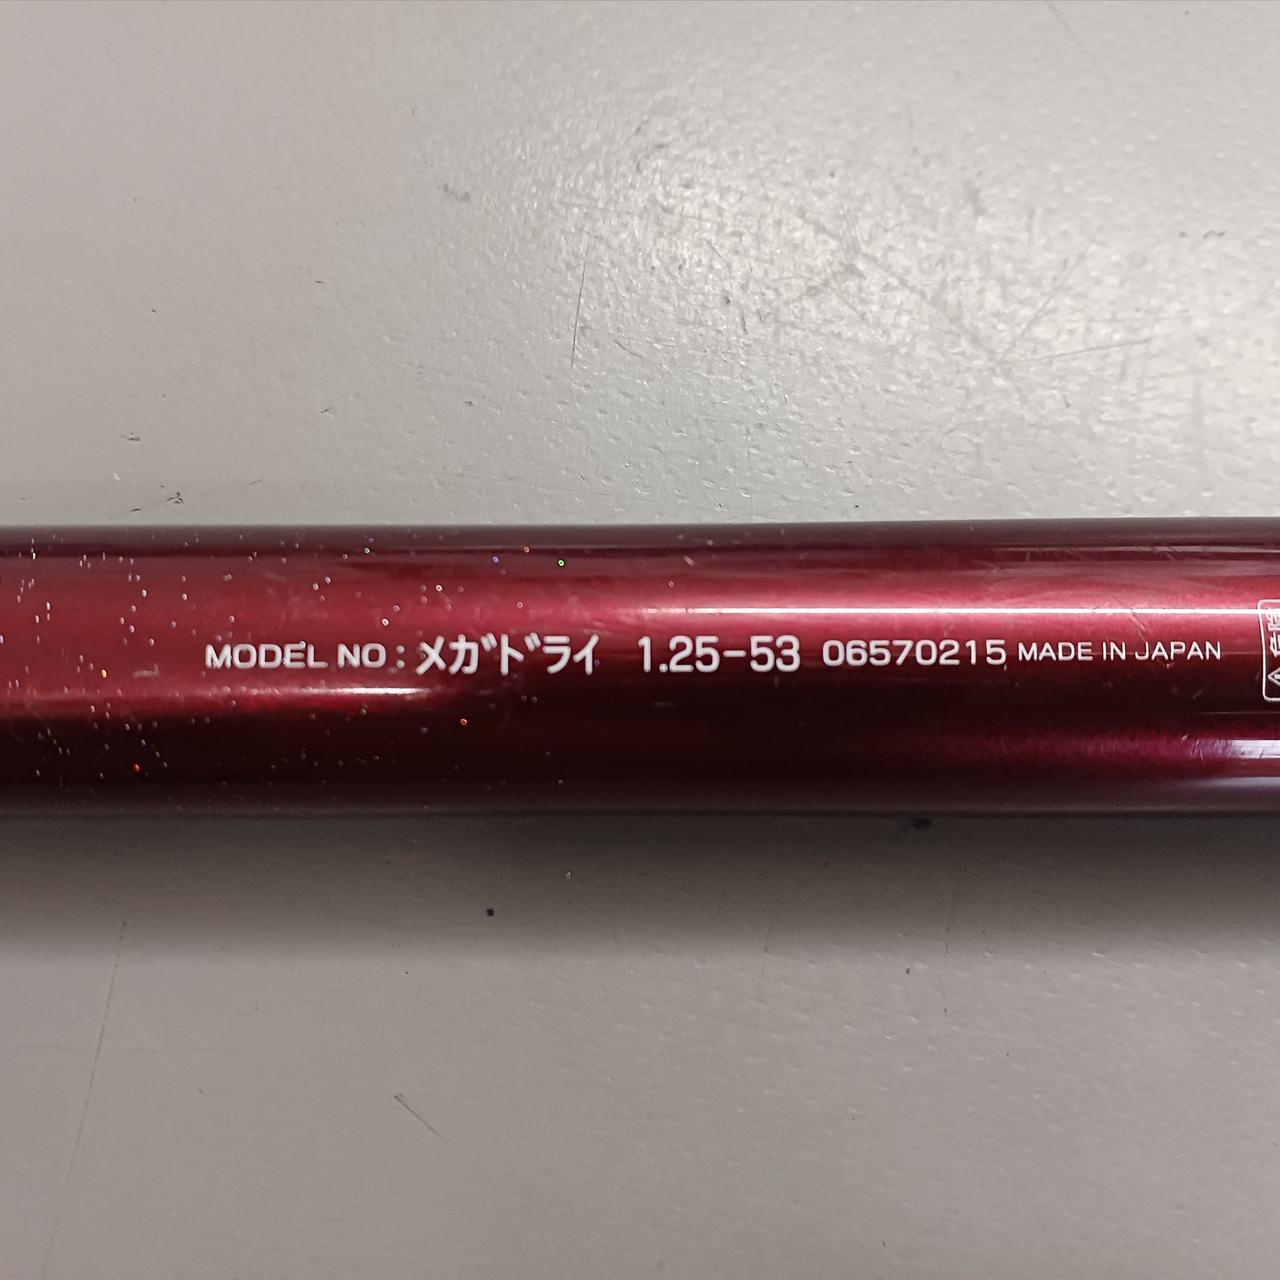 MODEL NO : ﾒｶﾞﾄﾞﾗｲ 1.25-53 06570215 MADE IN JAPAN